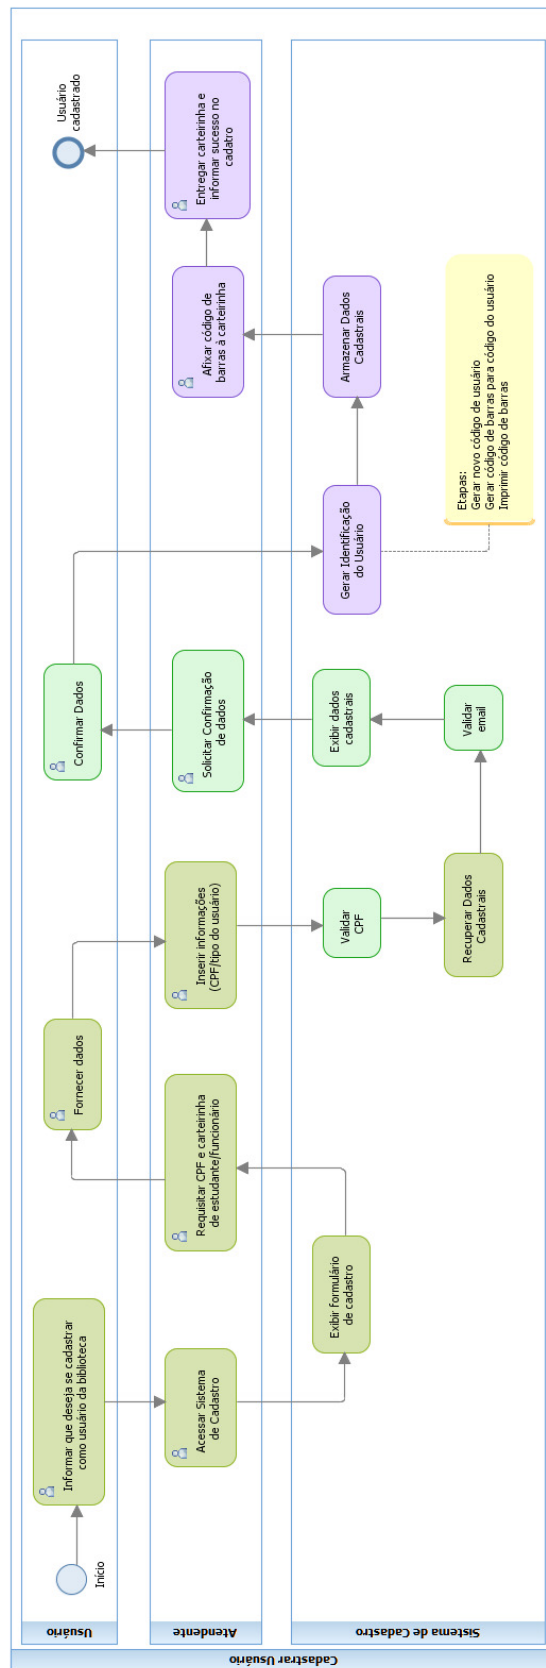 Cadastrar Usuário
Usuário
Início
Informar que deseja se cadastrar
como usuário da biblioteca
Fornecer dados
Confirmar Dados
Usuário
cadastrado
Atendente
Acessar Sistema
de Cadastro
Requisitar CPF e carteirinha
de estudante/funcionário
Inserir informações
(CPF/tipo do usuário)
Solicitar Confirmação
de dados
Afixar código de
barras à carteirinha
Entregar carteirinha e
informar sucesso no
cadatro
Sistema de Cadastro
Exibir formulário
de cadastro
Validar
CPF
Recuperar Dados
Cadastrais
Validar
email
Exibir dados
cadastrais
Gerar Identificação
do Usuário
Armazenar Dados
Cadastrais
Etapas:
Gerar novo código de usuário
Gerar código de barras para código do usuário
Imprimir código de barras